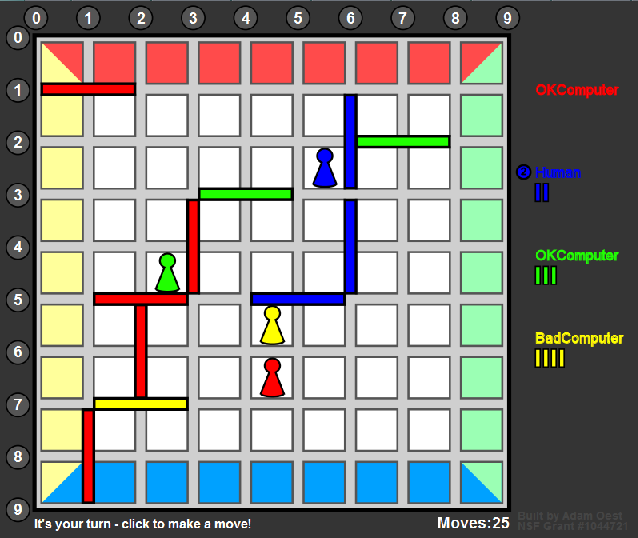 0 1 2 3 4 5 6 7 8 9
0
1
2
3
4
5
6
7
8
9
OKComputer
Human
OKComputer
BadComputer
It's your turn - click to make a move!
Moves:25
Built by Adam Oest
NSF Grant #1044721